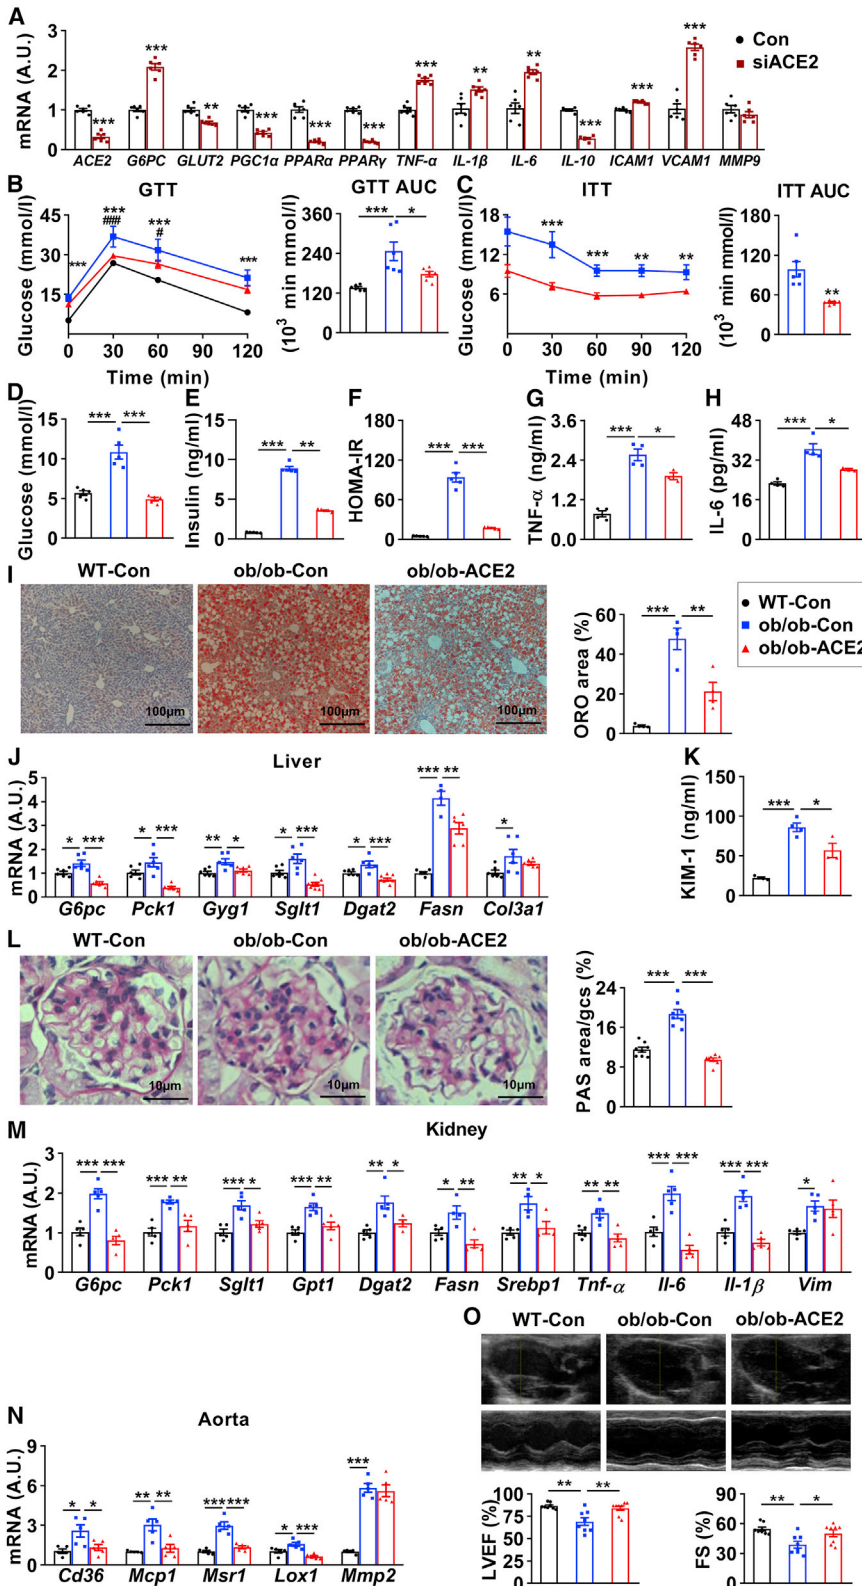 A
mRNA (A.U.)
3
2
1
0
Con
siACE2
*** *** ** *** *** *** *** ** ** *** *** ***
ACE2 G6PC GLUT2 PGC1α PPARα PPARγ TNF-α IL-1β IL-6 IL-10 ICAM1 VCAM1 MMP9
B
GTT
Glucose (mmol/l)
45
30
15
*** *** ### *** # ***
0 30 60 90 120
Time (min)
GTT AUC
(10³ min mmol/l)
360
240
120
0
*** *
C
ITT
Glucose (mmol/l)
18
12
6
*** *** ** **
0 30 60 90 120
Time (min)
ITT AUC
(10³ min mmol/l)
180
120
60
0
**
D
Glucose (mmol/l)
15
10
5
0
*** ***
E
Insulin (ng/ml)
15
10
5
0
*** **
F
HOMA-IR
180
120
60
0
*** ***
G
TNF-α (ng/ml)
3.6
2.4
1.2
0.0
*** *
H
IL-6 (pg/ml)
48
32
16
0
*** *
I
WT-Con ob/ob-Con ob/ob-ACE2
100μm 100μm 100μm
ORO area (%)
60
40
20
0
*** **
WT-Con
ob/ob-Con
ob/ob-ACE2
J
Liver
mRNA (A.U.)
5
4
3
2
1
0
* *** * *** ** * * *** * *** *** ** *
G6pc Pck1 Gyg1 Sglt1 Dgat2 Fasn Col3a1
K
KIM-1 (ng/ml)
150
100
50
0
*** *
L
WT-Con ob/ob-Con ob/ob-ACE2
10μm 10μm 10μm
PAS area/gcs (%)
24
16
8
0
*** ***
M
Kidney
mRNA (A.U.)
3
2
1
0
*** *** *** ** *** * *** ** ** * * ** ** * ** ** *** *** *** *** *
G6pc Pck1 Sglt1 Gpt1 Dgat2 Fasn Srebp1 Tnf-α Il-6 Il-1β Vim
N
Aorta
mRNA (A.U.)
9
6
3
0
* * ** ** *** *** * *** ***
Cd36 Mcp1 Msr1 Lox1 Mmp2
O
WT-Con ob/ob-Con ob/ob-ACE2
LVEF (%)
100
75
50
25
0
** **
FS (%)
90
60
30
0
** *